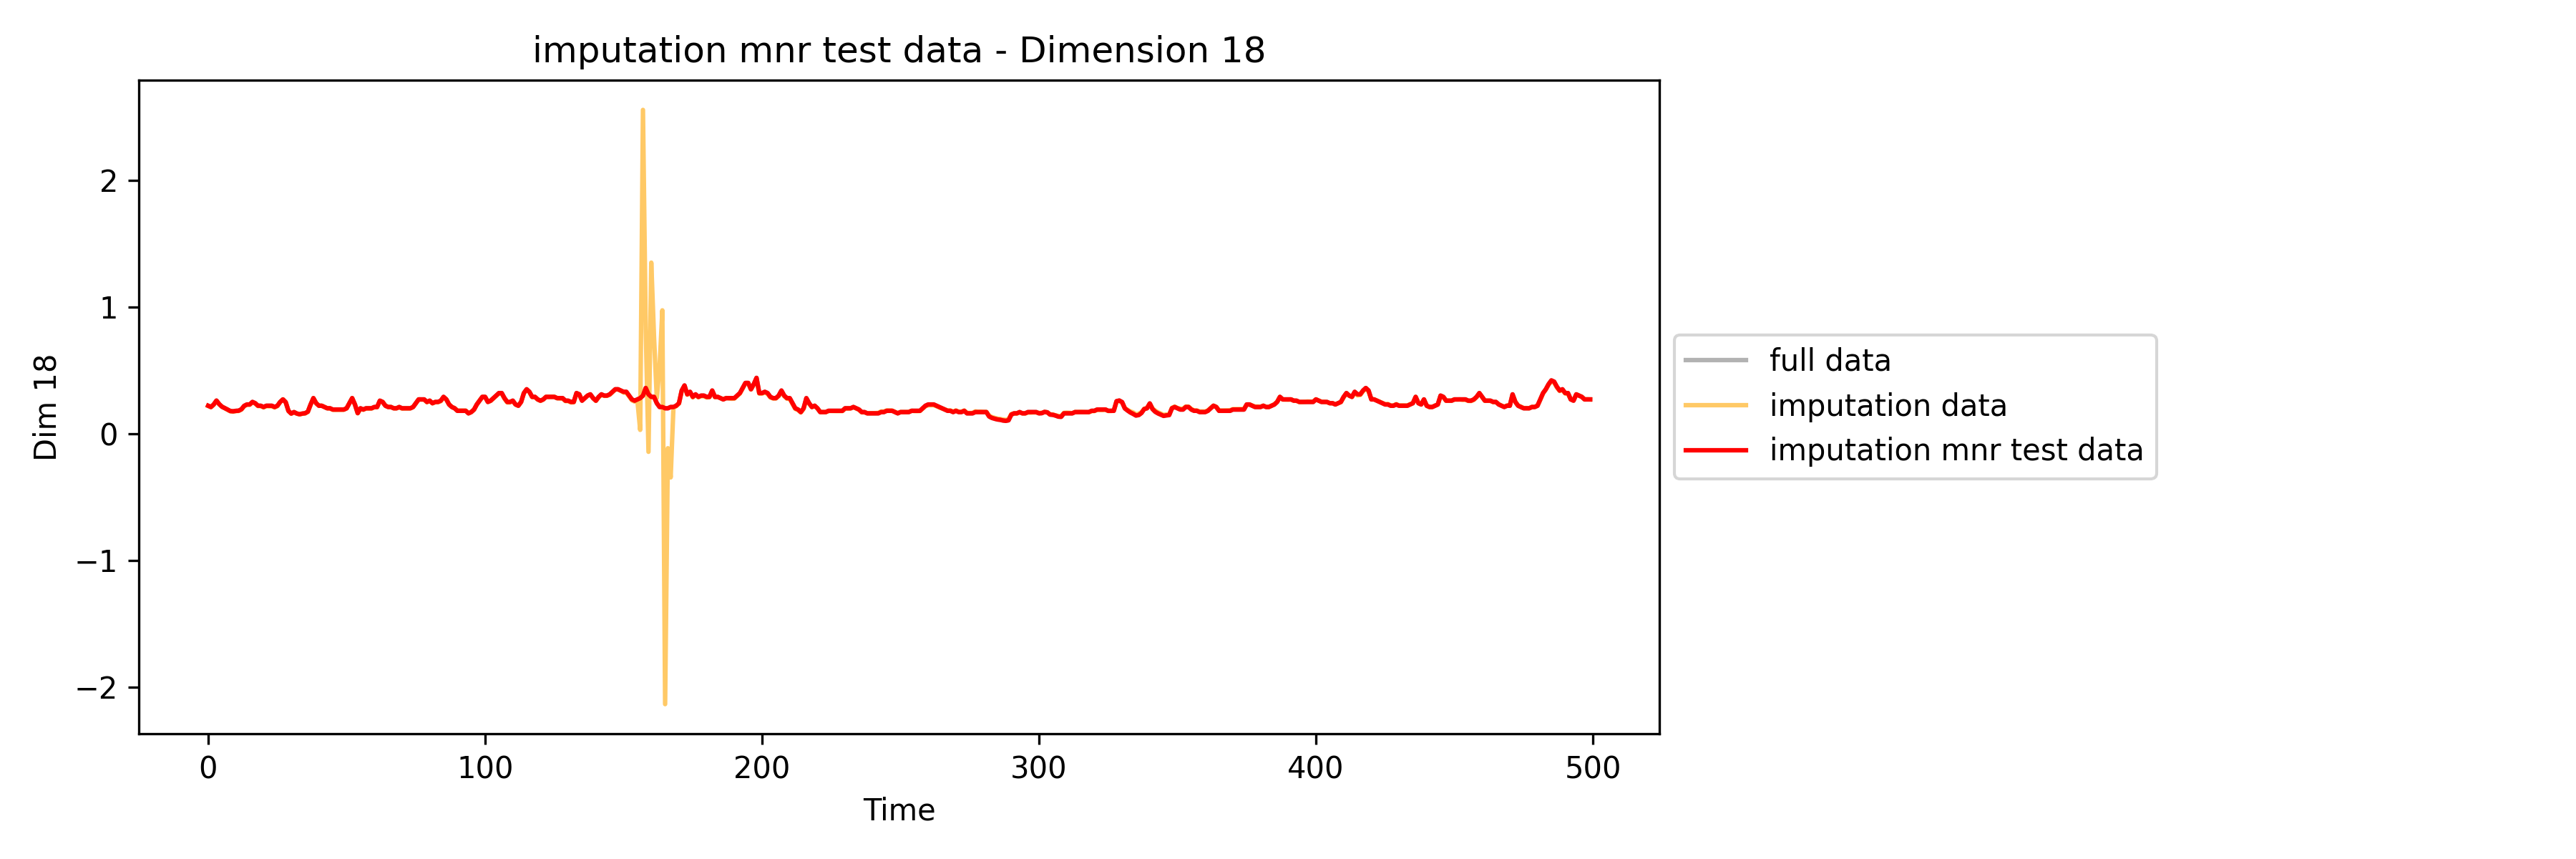 imputation mnr test data - Dimension 18
2
1
0
−1
−2
Dim 18
0 100 200 300 400 500
Time
full data
imputation data
imputation mnr test data